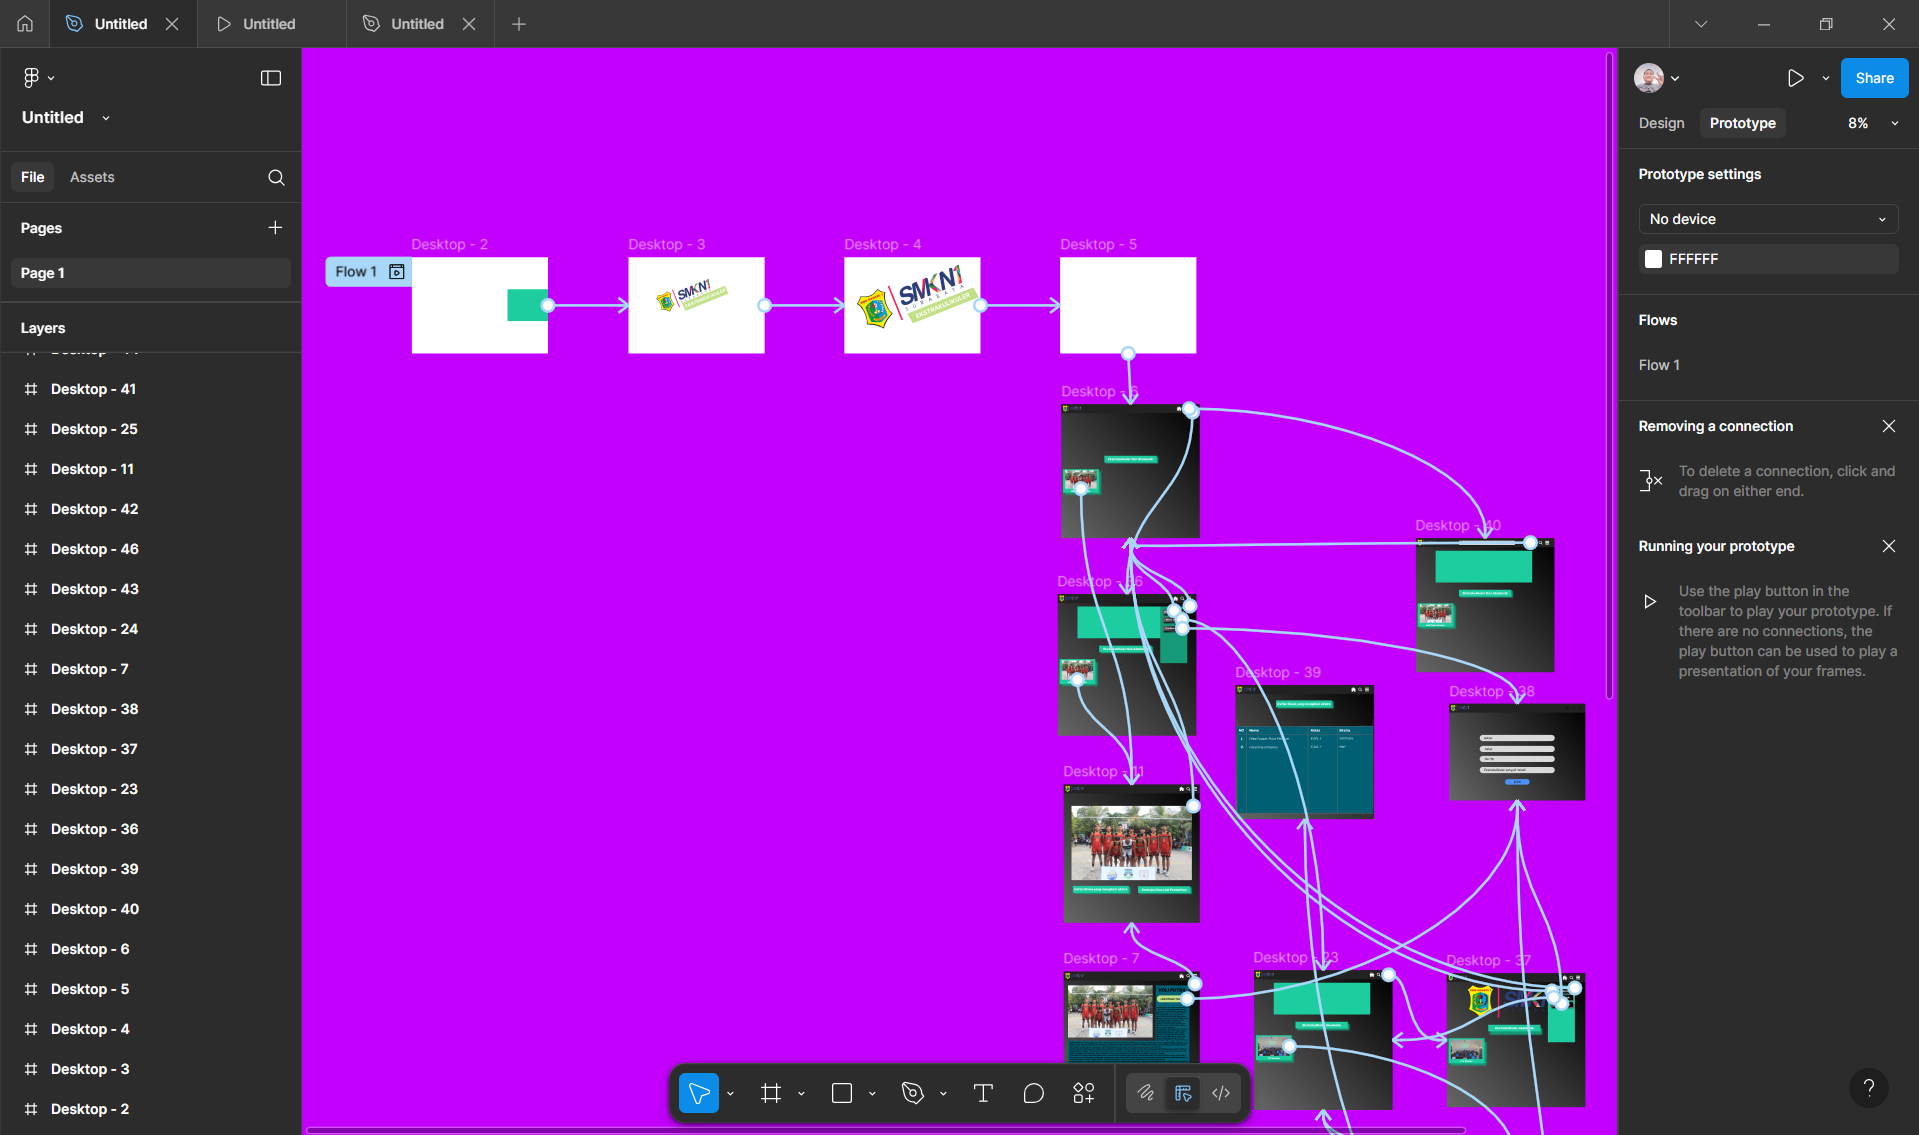 Untitled
Untitled
Untitled
Untitled
File
Assets
Pages
Page 1
Layers
Desktop - 41
Desktop - 25
Desktop - 11
Desktop - 42
Desktop - 46
Desktop - 43
Desktop - 24
Desktop - 7
Desktop - 38
Desktop - 37
Desktop - 23
Desktop - 36
Desktop - 39
Desktop - 40
Desktop - 6
Desktop - 5
Desktop - 4
Desktop - 3
Desktop - 2
Flow 1
Desktop - 2
Desktop - 3
Desktop - 4
Desktop - 5
SMKN1
EKSTRAKULIKULER
SMKN1
SURABAYA
EKSTRAKULIKULER
Desktop - 6
Desktop - 40
Desktop - 36
Desktop - 39
Desktop - 38
Desktop - 11
Desktop - 7
Desktop - 23
Desktop - 37
NO
Nama
Kelas
VOLI PUTRA
Share
Design
Prototype
8%
Prototype settings
No device
FFFFFF
Flows
Flow 1
Removing a connection
To delete a connection, click and
drag on either end.
Running your prototype
Use the play button in the
toolbar to play your prototype. If
there are no connections, the
play button can be used to play a
presentation of your frames.
?